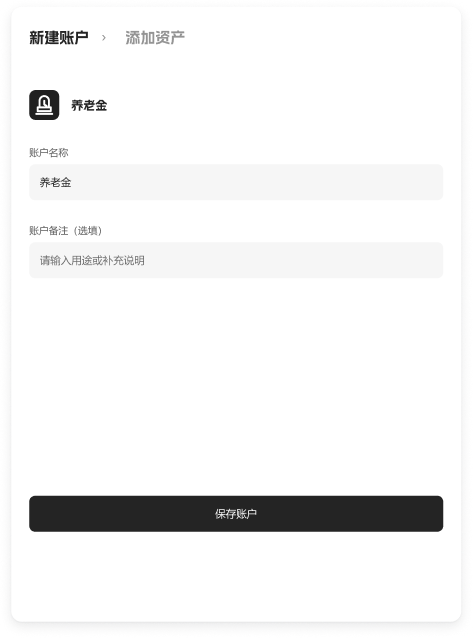 新建账户 › 添加资产
养老金
账户名称
养老金
账户备注（选填）
请输入用途或补充说明
保存账户